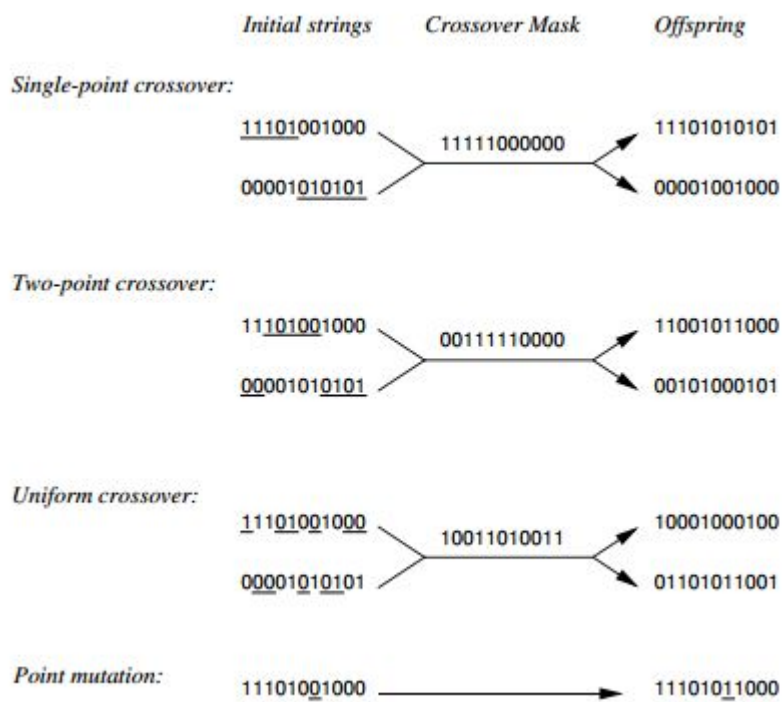 Initial strings Crossover Mask Offspring
Single-point crossover:
11101001000 11111000000 11101010101
00001010101 00001001000
Two-point crossover:
11101001000 00111110000 11001011000
00001010101 00101000101
Uniform crossover:
11101001000 10011010011 10001000100
00001010101 01101011001
Point mutation: 11101001000 11101011000